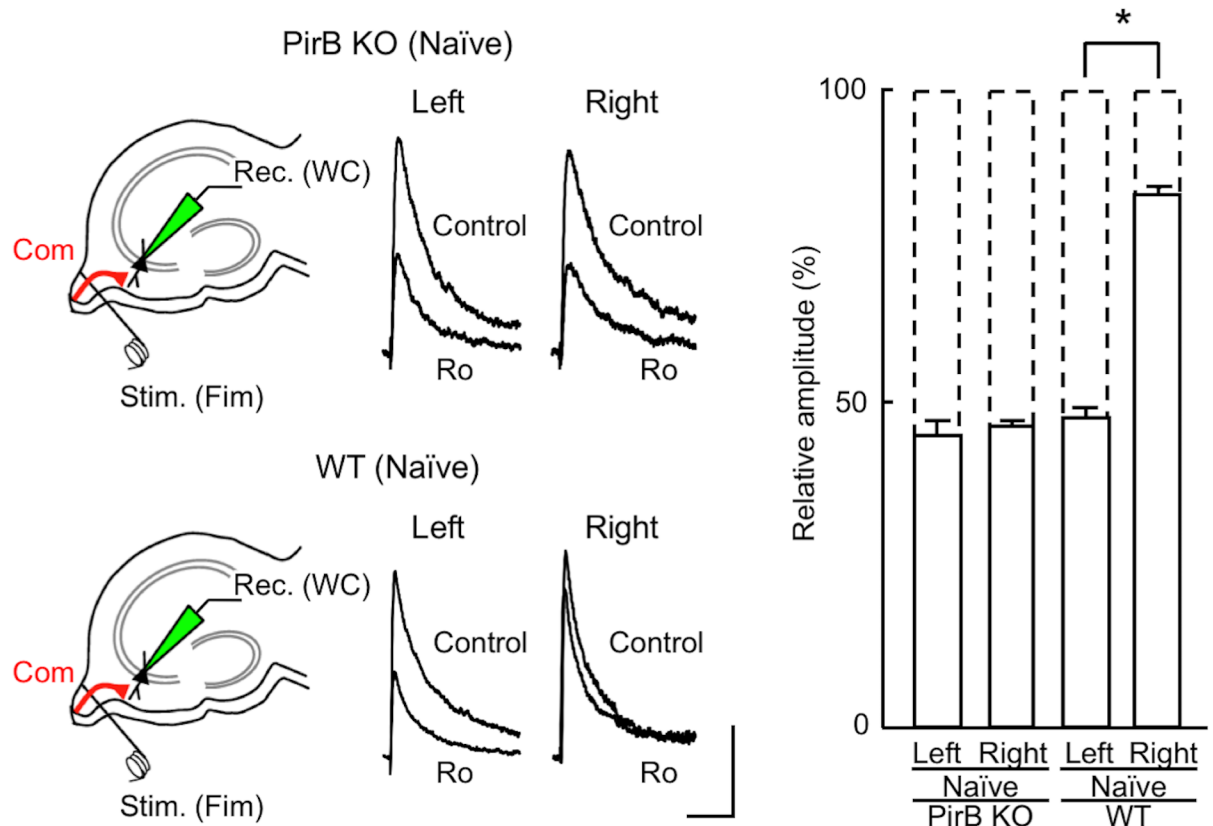 PirB KO (Naïve)
Left
Right
Rec. (WC)
Com
Control
Control
Ro
Ro
Stim. (Fim)
WT (Naïve)
Left
Right
Rec. (WC)
Com
Control
Control
Ro
Ro
Stim. (Fim)
*
Relative amplitude (%)
100
50
0
Left Right Left Right
Naïve Naïve
PirB KO WT